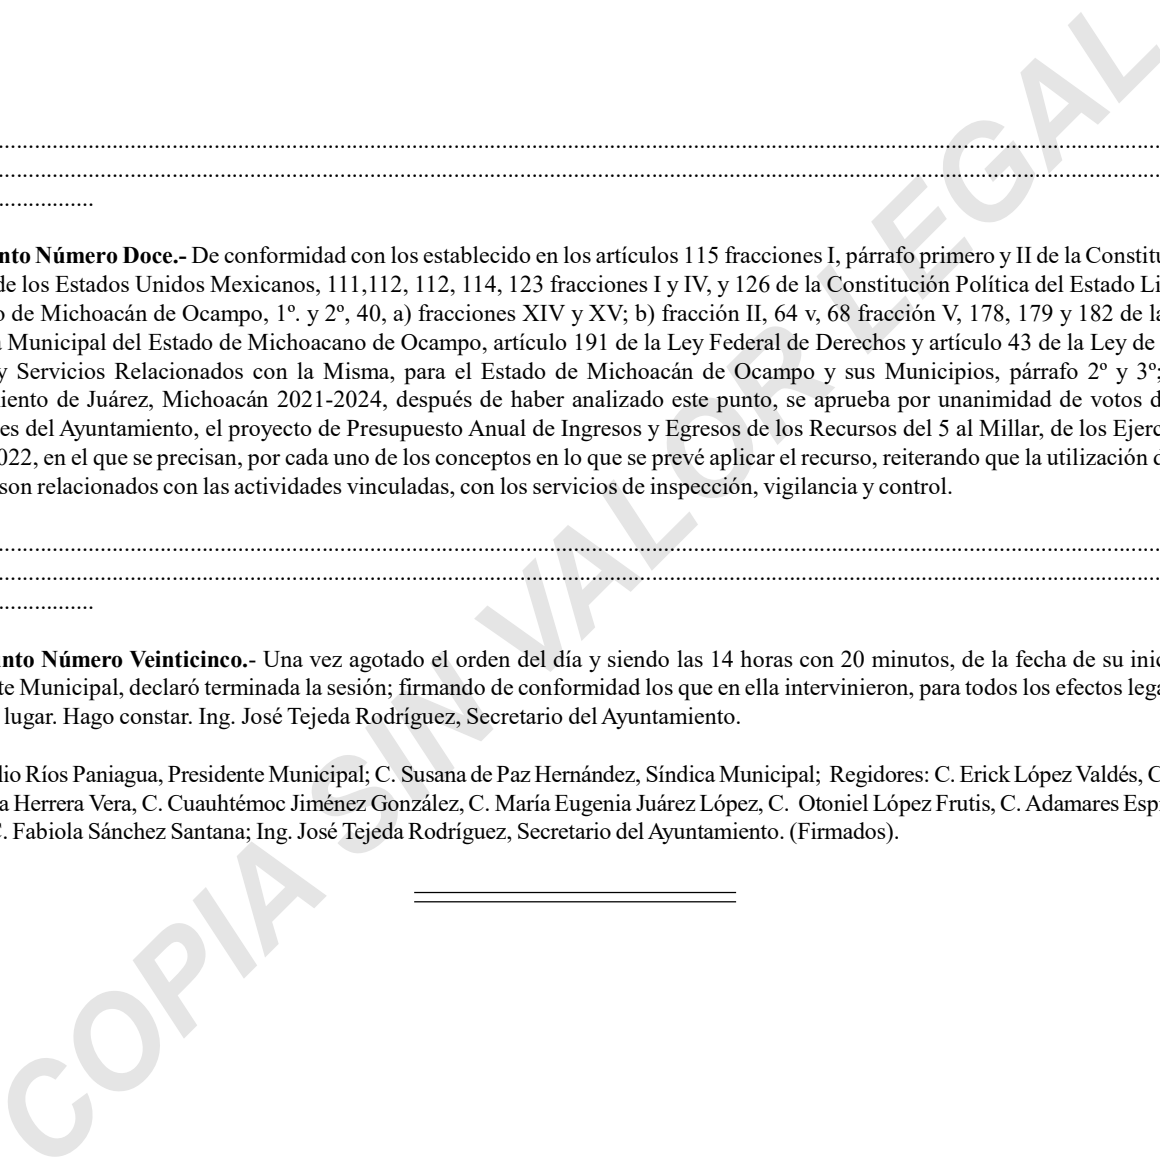 ................................................................................
................................................................................
................
nto Número Doce.- De conformidad con los establecido en los artículos 115 fracciones I, párrafo primero y II de la Constitu
de los Estados Unidos Mexicanos, 111,112, 112, 114, 123 fracciones I y IV, y 126 de la Constitución Política del Estado Li
o de Michoacán de Ocampo, 1º. y 2º, 40, a) fracciones XIV y XV; b) fracción II, 64 v, 68 fracción V, 178, 179 y 182 de la
Municipal del Estado de Michoacano de Ocampo, artículo 191 de la Ley Federal de Derechos y artículo 43 de la Ley de
y Servicios Relacionados con la Misma, para el Estado de Michoacán de Ocampo y sus Municipios, párrafo 2º y 3º;
iento de Juárez, Michoacán 2021-2024, después de haber analizado este punto, se aprueba por unanimidad de votos d
es del Ayuntamiento, el proyecto de Presupuesto Anual de Ingresos y Egresos de los Recursos del 5 al Millar, de los Ejerc
022, en el que se precisan, por cada uno de los conceptos en lo que se prevé aplicar el recurso, reiterando que la utilización d
son relacionados con las actividades vinculadas, con los servicios de inspección, vigilancia y control.
................................................................................
................................................................................
................
nto Número Veinticinco.- Una vez agotado el orden del día y siendo las 14 horas con 20 minutos, de la fecha de su inic
te Municipal, declaró terminada la sesión; firmando de conformidad los que en ella intervinieron, para todos los efectos lega
lugar. Hago constar. Ing. José Tejeda Rodríguez, Secretario del Ayuntamiento.
lio Ríos Paniagua, Presidente Municipal; C. Susana de Paz Hernández, Síndica Municipal; Regidores: C. Erick López Valdés, C
a Herrera Vera, C. Cuauhtémoc Jiménez González, C. María Eugenia Juárez López, C. Otoniel López Frutis, C. Adamares Esp
C. Fabiola Sánchez Santana; Ing. José Tejeda Rodríguez, Secretario del Ayuntamiento. (Firmados).
COPIA SIN VALOR LEGAL